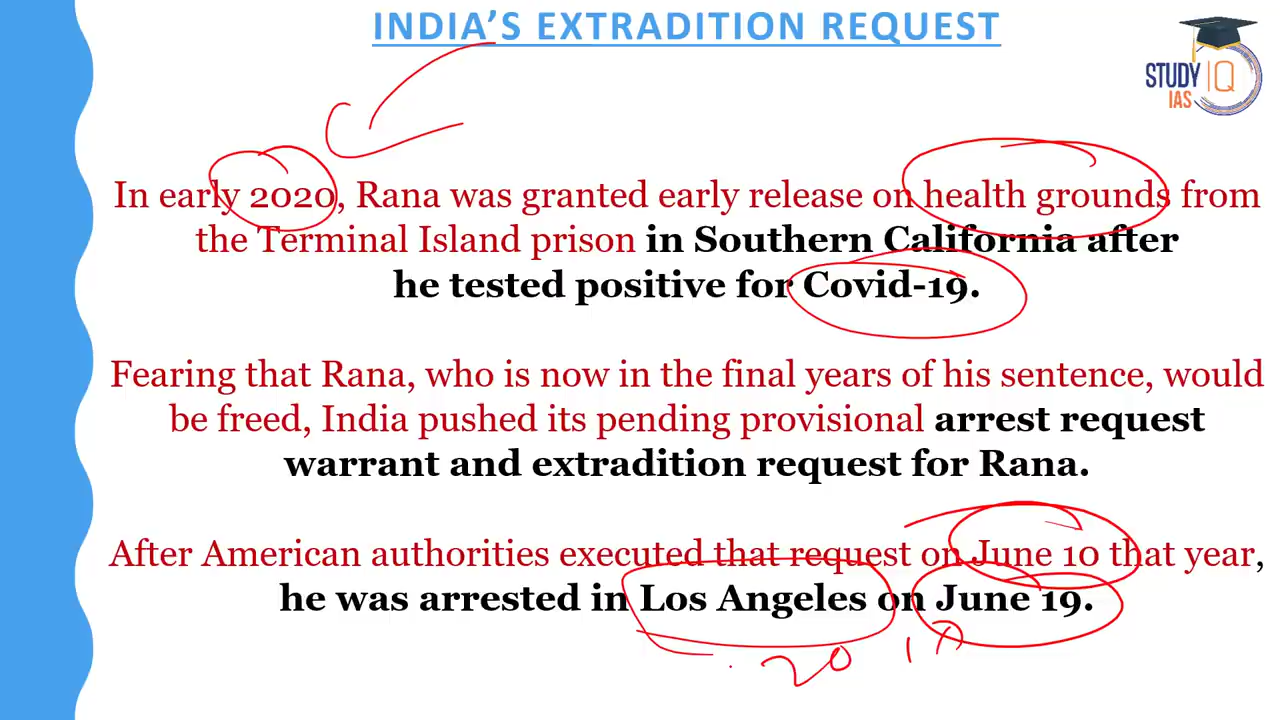 INDIA'S EXTRADITION REQUEST
STUDY IQ
IAS
In early 2020, Rana was granted early release on health grounds from
the Terminal Island prison in Southern California after
he tested positive for Covid-19.
Fearing that Rana, who is now in the final years of his sentence, would
be freed, India pushed its pending provisional arrest request
warrant and extradition request for Rana.
After American authorities executed that request on June 10 that year,
he was arrested in Los Angeles on June 19.
20